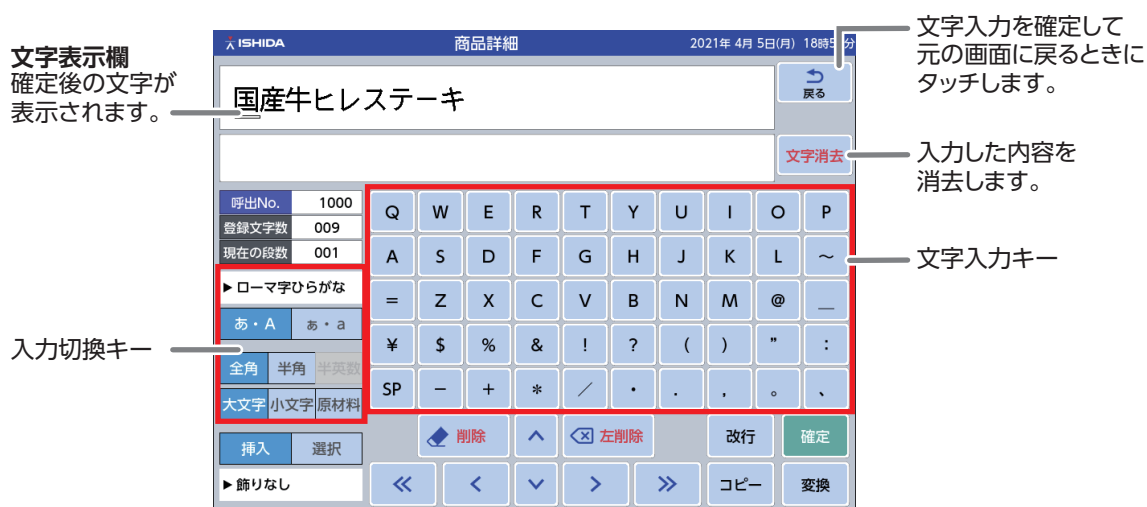 文字表示欄
確定後の文字が
表示されます。
ISHIDA 商品詳細 2021年 4月 5日(月) 18時5 分
国産牛ヒレステーキ
戻る
文字消去
文字入力を確定して
元の画面に戻るときに
タッチします。
入力した内容を
消去します。
文字入力キー
入力切換キー
呼出No. 1000
登録文字数 009
現在の段数 001
▶ローマ字ひらがな
あ・A ぁ・a
全角 半角 半英数
大文字 小文字 原材料
挿入 選択
▶飾りなし
Q W E R T Y U I O P
A S D F G H J K L ～
= Z X C V B N M @ ＿
¥ $ % & ! ? ( ) ” :
SP − + * ／ ・ . , 。 、
削除 ∧ 左削除 改行 確定
≪ < ∨ > ≫ コピー 変換